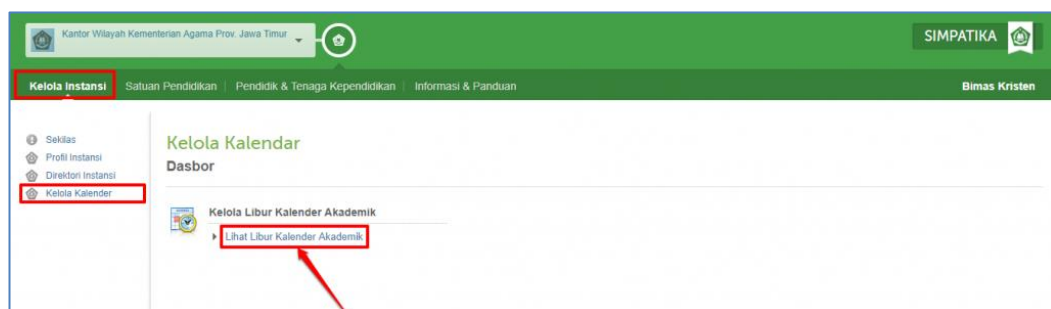 Kantor Wilayah Kementerian Agama Prov. Jawa Timur
SIMPATIKA
Kelola Instansi Satuan Pendidikan | Pendidik & Tenaga Kependidikan | Informasi & Panduan Bimas Kristen
Sekilas
Profil Instansi
Direktori Instansi
Kelola Kalender
Kelola Kalendar
Dasbor
Kelola Libur Kalender Akademik
Lihat Libur Kalender Akademik